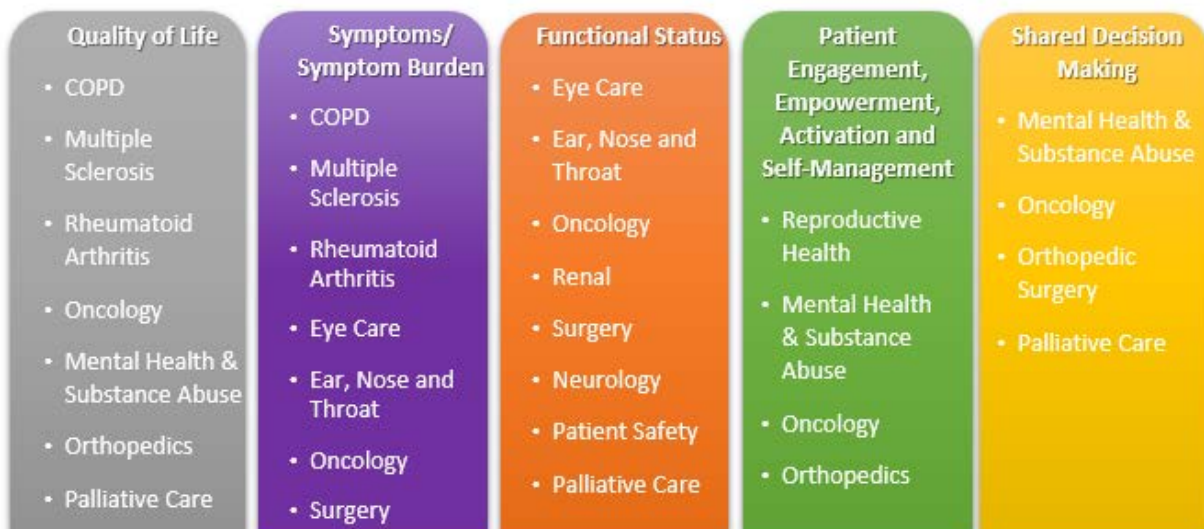 Quality of Life
• COPD
• Multiple
Sclerosis
• Rheumatoid
Arthritis
• Oncology
• Mental Health &
Substance Abuse
• Orthopedics
• Palliative Care
Symptoms/
Symptom Burden
• COPD
• Multiple
Sclerosis
• Rheumatoid
Arthritis
• Eye Care
• Ear, Nose and
Throat
• Oncology
• Surgery
Functional Status
• Eye Care
• Ear, Nose and
Throat
• Oncology
• Renal
• Surgery
• Neurology
• Patient Safety
• Palliative Care
Patient
Engagement,
Empowerment,
Activation and
Self-Management
• Reproductive
Health
• Mental Health
& Substance
Abuse
• Oncology
• Orthopedics
Shared Decision
Making
• Mental Health &
Substance Abuse
• Oncology
• Orthopedic
Surgery
• Palliative Care